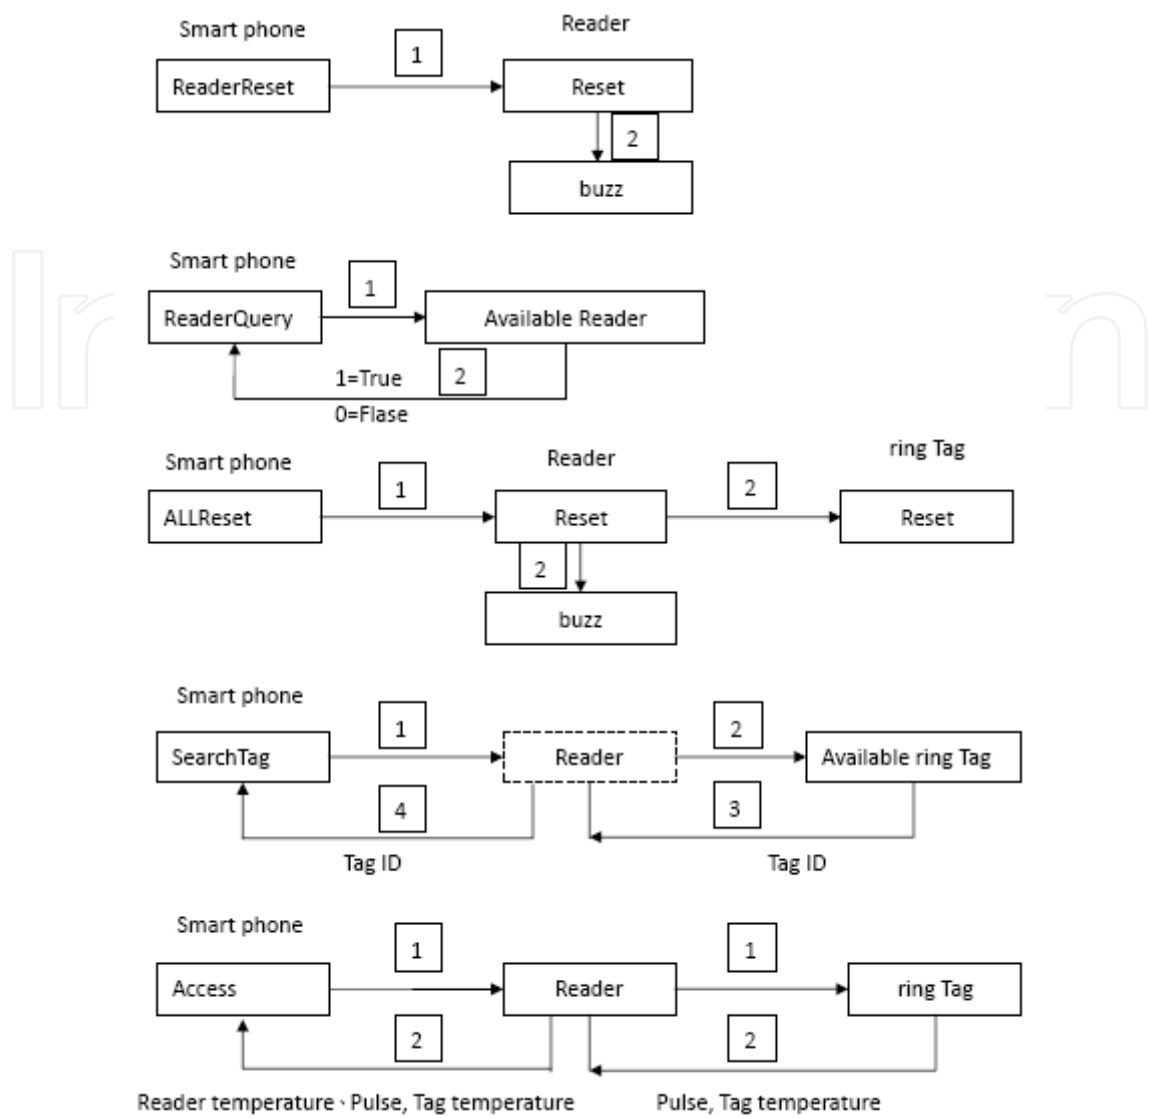 Smart phone
Reader
1
ReaderReset
Reset
2
buzz
Smart phone
1
ReaderQuery
Available Reader
1=True
2
0=Flase
Smart phone
Reader
ring Tag
1
2
ALLReset
Reset
Reset
2
buzz
Smart phone
1
2
SearchTag
Reader
Available ring Tag
4
3
Tag ID
Tag ID
Smart phone
1
1
Access
Reader
ring Tag
2
2
Reader temperature、Pulse, Tag temperature
Pulse, Tag temperature